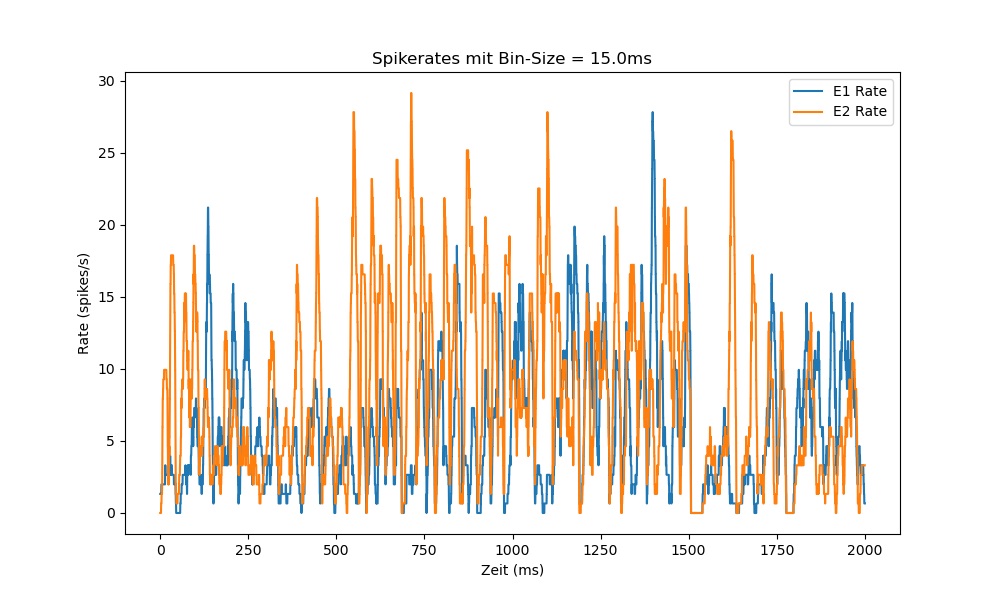 Spikerates mit Bin-Size = 15.0ms
E1 Rate
E2 Rate
Rate (spikes/s)
30
25
20
15
10
5
0
0 250 500 750 1000 1250 1500 1750 2000
Zeit (ms)